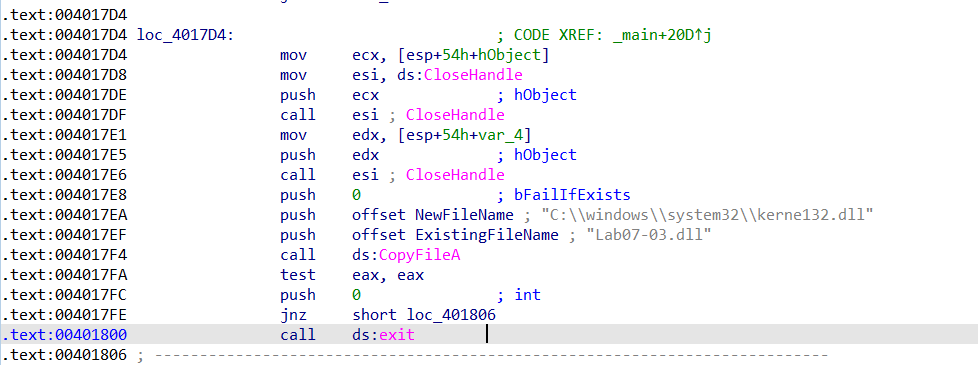 .text:004017D4
.text:004017D4 loc_4017D4: ; CODE XREF: _main+20D↑j
.text:004017D4 mov ecx, [esp+54h+hObject]
.text:004017D8 mov esi, ds:CloseHandle
.text:004017DE push ecx ; hObject
.text:004017DF call esi ; CloseHandle
.text:004017E1 mov edx, [esp+54h+var_4]
.text:004017E5 push edx ; hObject
.text:004017E6 call esi ; CloseHandle
.text:004017E8 push 0 ; bFailIfExists
.text:004017EA push offset NewFileName ; "C:\\windows\\system32\\kerne132.dll"
.text:004017EF push offset ExistingFileName ; "Lab07-03.dll"
.text:004017F4 call ds:CopyFileA
.text:004017FA test eax, eax
.text:004017FC push 0 ; int
.text:004017FE jnz short loc_401806
.text:00401800 call ds:exit
.text:00401806 ; ---------------------------------------------------------------------------